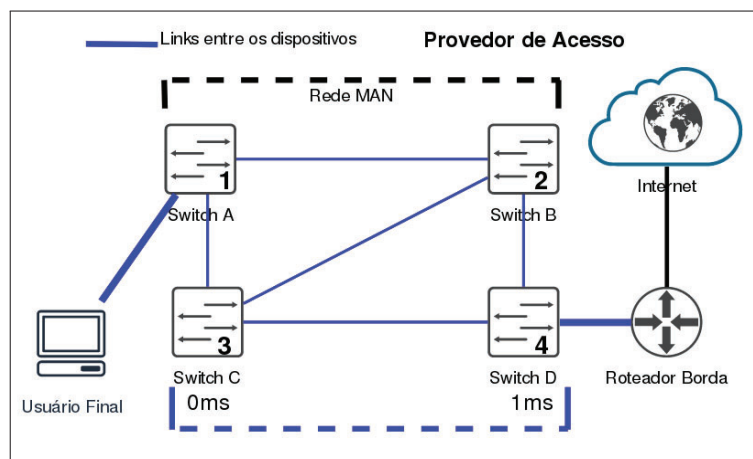 Links entre os dispositivos
Provedor de Acesso
Rede MAN
1
2
Switch A
Switch B
Internet
3
4
Usuário Final
Switch C
Switch D
Roteador Borda
0ms
1ms